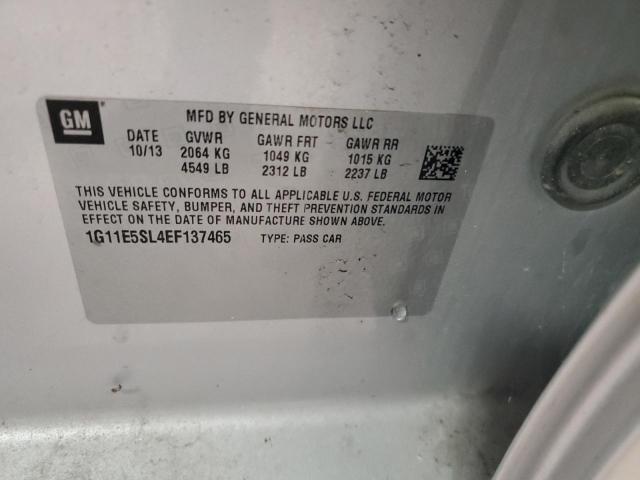 GM
MFD BY GENERAL MOTORS LLC
DATE GVWR GAWR FRT GAWR RR
10/13 2064 KG 1049 KG 1015 KG
4549 LB 2312 LB 2237 LB
THIS VEHICLE CONFORMS TO ALL APPLICABLE U.S. FEDERAL MOTOR
VEHICLE SAFETY, BUMPER, AND THEFT PREVENTION STANDARDS IN
EFFECT ON THE DATE OF MANUFACTURE SHOWN ABOVE.
1G11E5SL4EF137465 TYPE: PASS CAR